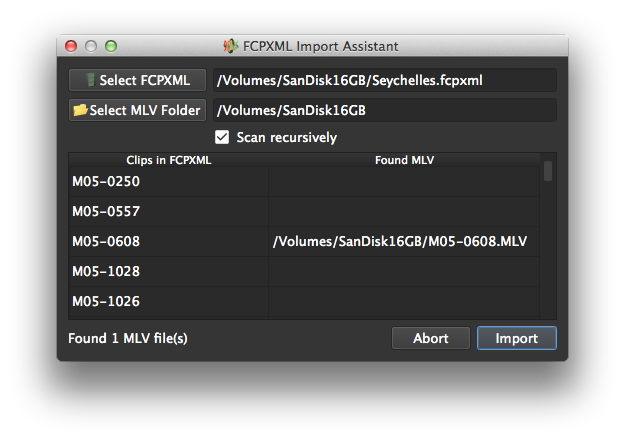 FCPXML Import Assistant
Select FCPXML /Volumes/SanDisk16GB/Seychelles.fcpxml
Select MLV Folder /Volumes/SanDisk16GB
Scan recursively
Clips in FCPXML Found MLV
M05-0250
M05-0557
M05-0608 /Volumes/SanDisk16GB/M05-0608.MLV
M05-1028
M05-1026
Found 1 MLV file(s) Abort Import